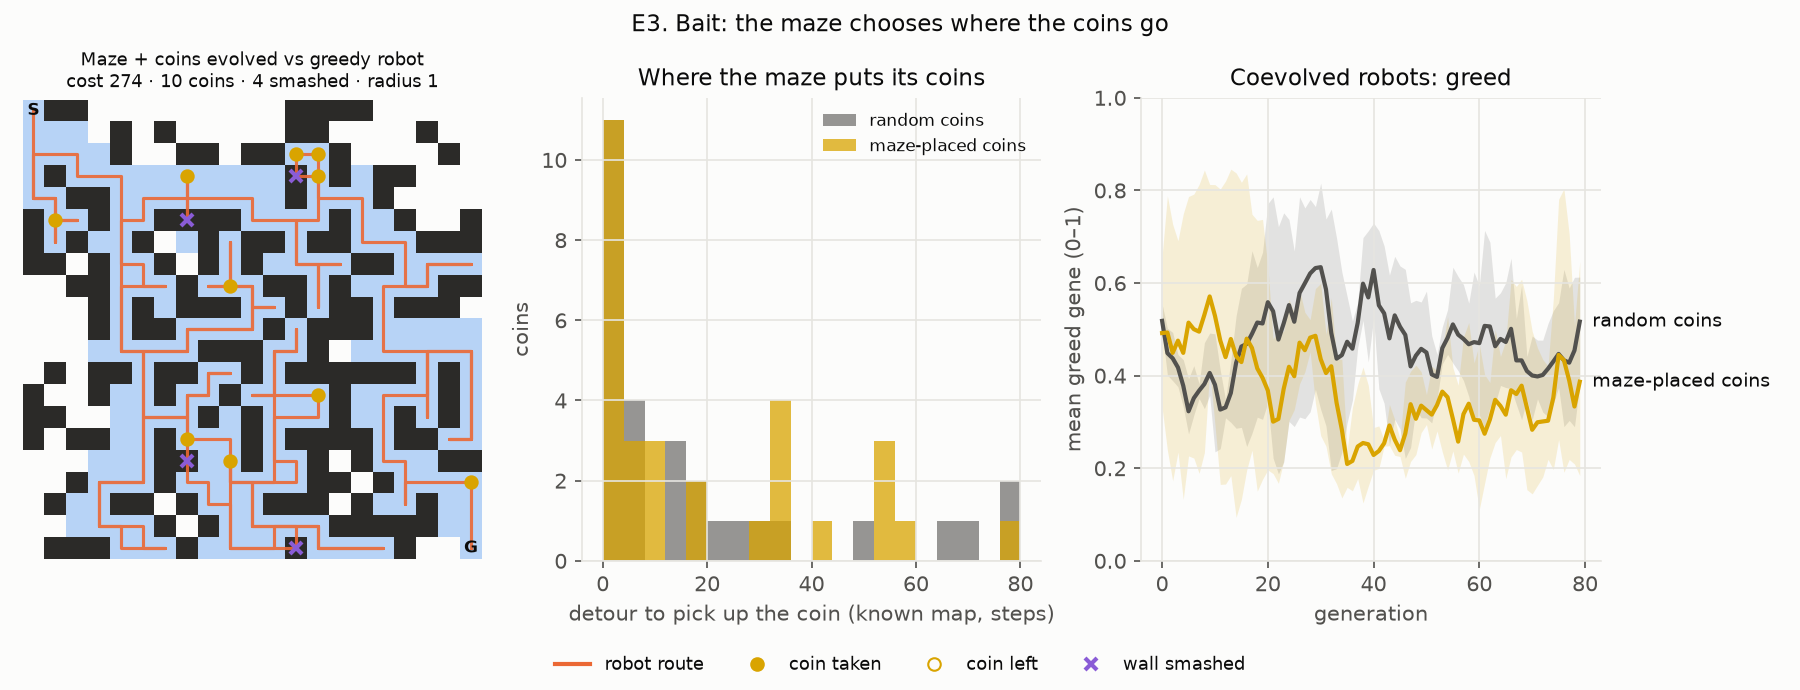 E3. Bait: the maze chooses where the coins go
Maze + coins evolved vs greedy robot
cost 274 · 10 coins · 4 smashed · radius 1
S
G
Where the maze puts its coins
random coins
maze-placed coins
10
8
6
4
2
0
coins
0 20 40 60 80
detour to pick up the coin (known map, steps)
Coevolved robots: greed
1.0
0.8
0.6
0.4
0.2
0.0
mean greed gene (0–1)
random coins
maze-placed coins
0 20 40 60 80
generation
robot route
coin taken
coin left
wall smashed